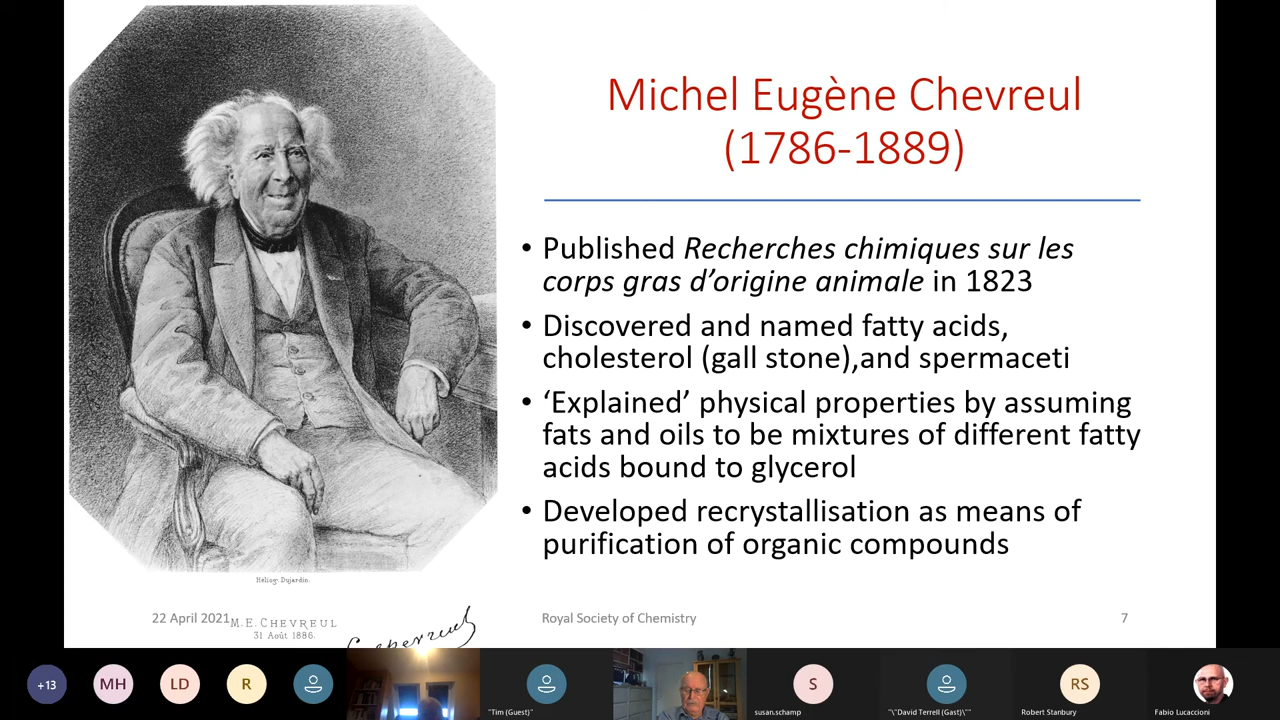 Michel Eugène Chevreul
(1786-1889)
• Published Recherches chimiques sur les
corps gras d’origine animale in 1823
• Discovered and named fatty acids,
cholesterol (gall stone),and spermaceti
• ‘Explained’ physical properties by assuming
fats and oils to be mixtures of different fatty
acids bound to glycerol
• Developed recrystallisation as means of
purification of organic compounds
Héliog. Dujardin.
22 April 2021
M. E. CHEVREUL
31 Août 1886.
Royal Society of Chemistry
7
+13
MH
LD
R
"Tim (Guest)"
S
susan.schamp
"\"David Terrell (Gast)\""
RS
Robert Stanbury
Fabio Lucaccioni